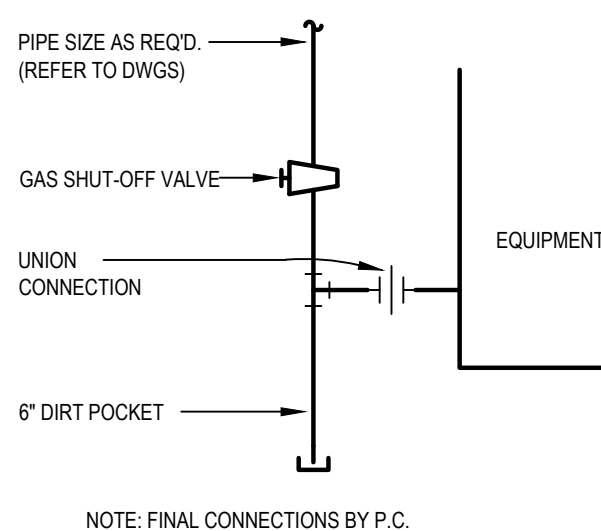 PIPE SIZE AS REQ'D.
(REFER TO DWGS)
GAS SHUT-OFF VALVE
EQUIPMENT
UNION
CONNECTION
6" DIRT POCKET
NOTE: FINAL CONNECTIONS BY P.C.